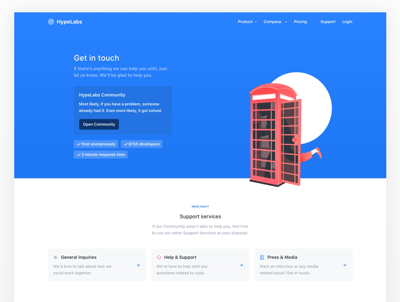 HypeLabs
Product Company Pricing Support Login
Get in touch
If there's anything we can help you with, just
let us know. We'll be glad to help you.
HypeLabs Community
Most likely, if you have a problem, someone
already had it. Even more likely, it got solved
Open Community
✓ Post anonymously ✓ 8735 developers
✓ 2 minute response time
NEED HELP?
Support services
If our Community wasn't able to help you, feel free
to use our other Support Services at your disposal.
General Inquiries
We'd love to talk about how we
could work together.
Help & Support
We're here to help with any
questions related to code.
Press & Media
Want an interview or any media
related issue? Get in touch.